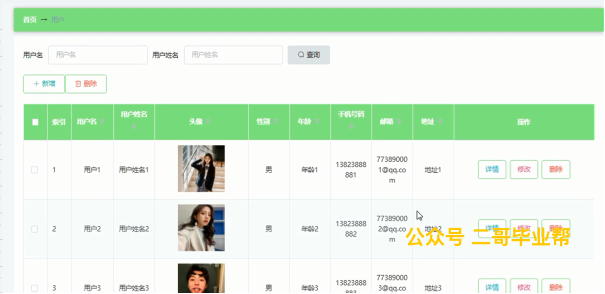 首页 → 用户
用户名 用户名 用户姓名 用户姓名 查询
+ 新增 删除
索引 用户名 用户姓名 头像 性别 年龄 手机号码 邮箱 地址 操作
1 用户1 用户姓名1 男 年龄1 13823888881 773890001@qq.com 地址1 详情 修改 删除
2 用户2 用户姓名2 男 年龄2 13823888882 773890002@qq.com 地址2 详情 修改 删除
公众号 二哥毕业帮
3 用户3 用户姓名3 男 年龄3 13823888 77389000 地址3 详情 修改 删除